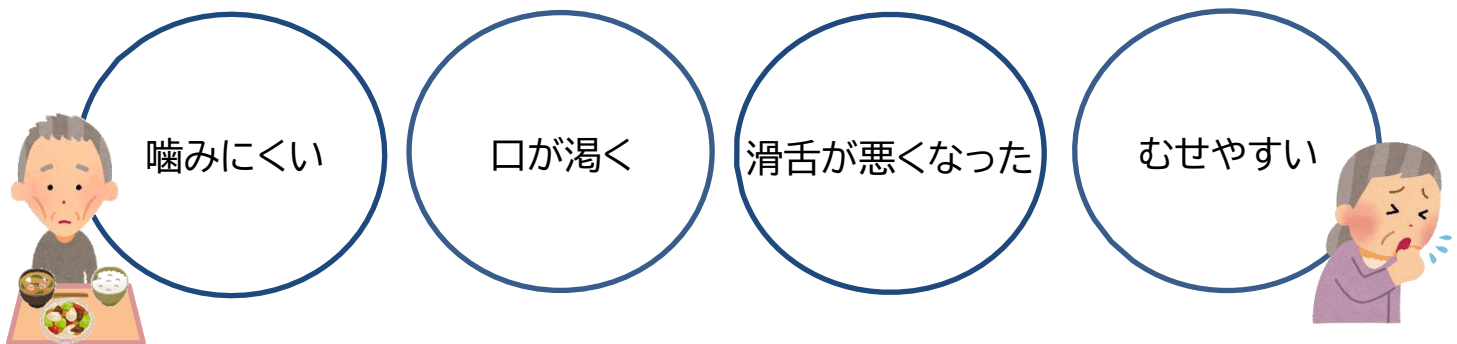 噛みにくい
口が渇く
滑舌が悪くなった
むせやすい